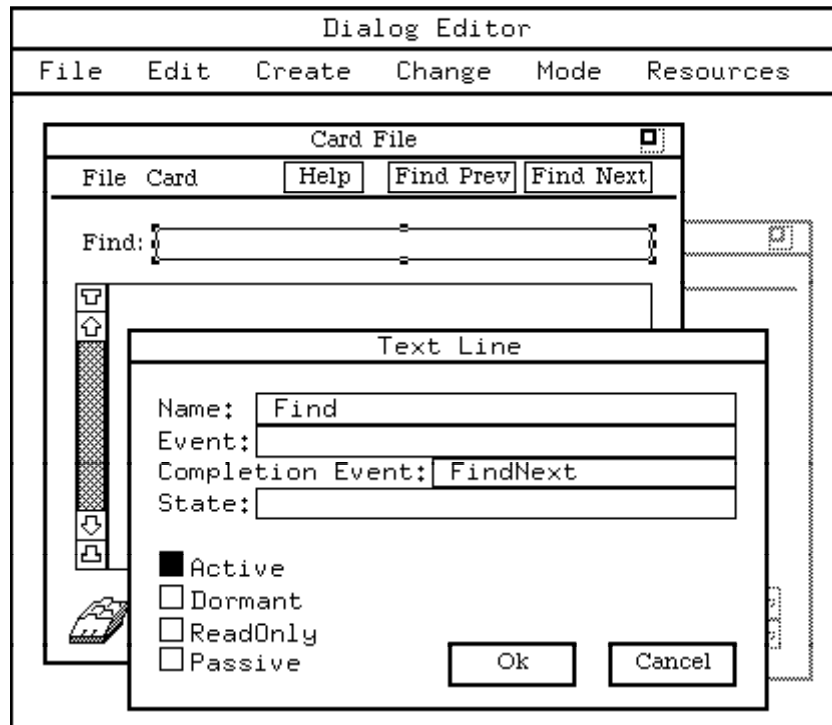 Dialog Editor
File Edit Create Change Mode Resources
Card File
File Card Help Find Prev Find Next
Find:
Text Line
Name: Find
Event:
Completion Event: FindNext
State:
Active
Dormant
ReadOnly
Passive
Ok Cancel